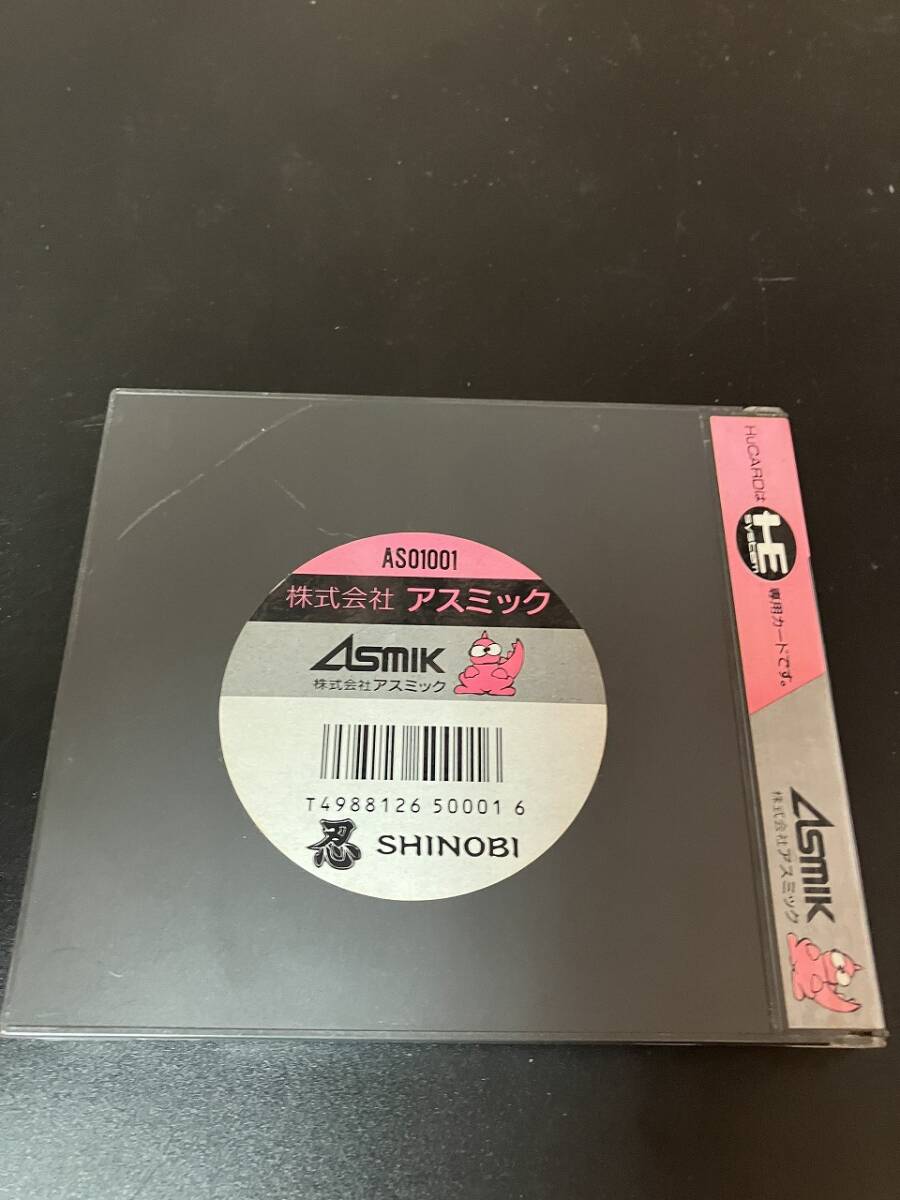 AS01001
株式会社 アスミック
ASMIK
株式会社アスミック
T4988126 50001 6
忍 SHINOBI
HuCARDは
HE system
専用カードです。
ASMIK
株式会社アスミック